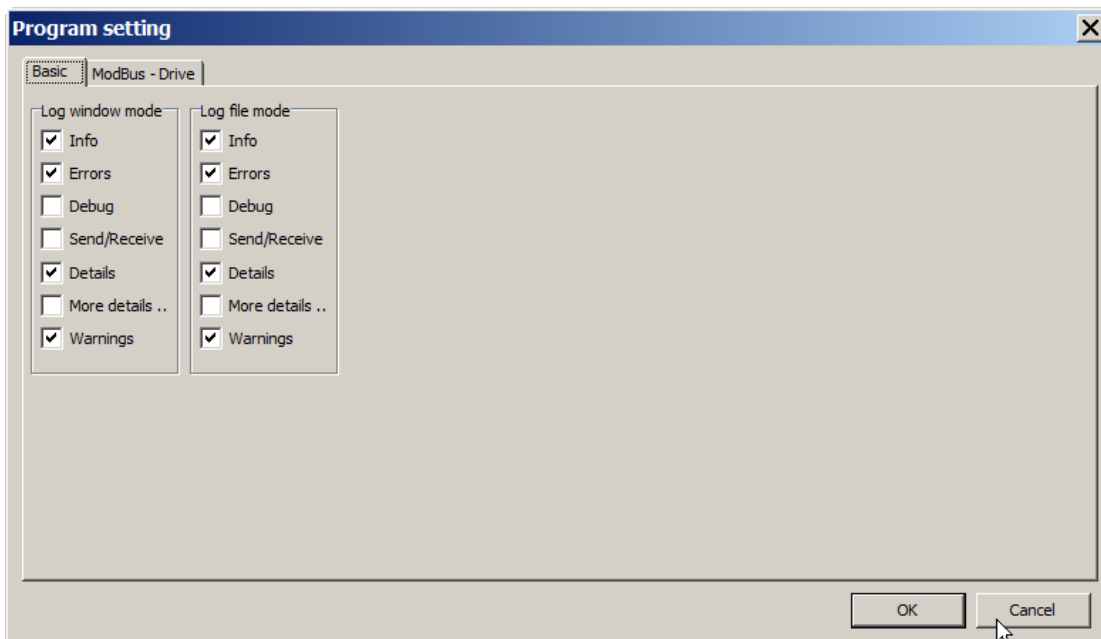 Program setting
Basic
ModBus - Drive
Log window mode
Info
Errors
Debug
Send/Receive
Details
More details ..
Warnings
Log file mode
Info
Errors
Debug
Send/Receive
Details
More details ..
Warnings
OK
Cancel